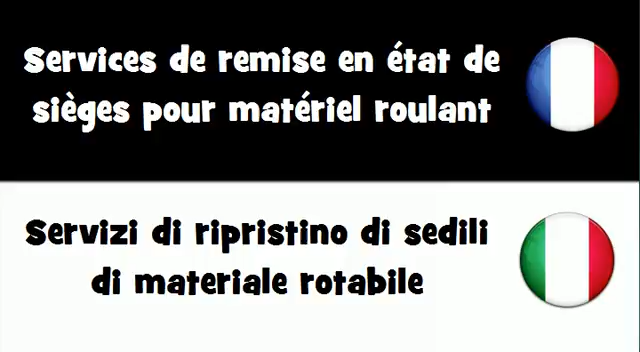 Services de remise en état de
sièges pour matériel roulant
Servizi di ripristino di sedili
di materiale rotabile